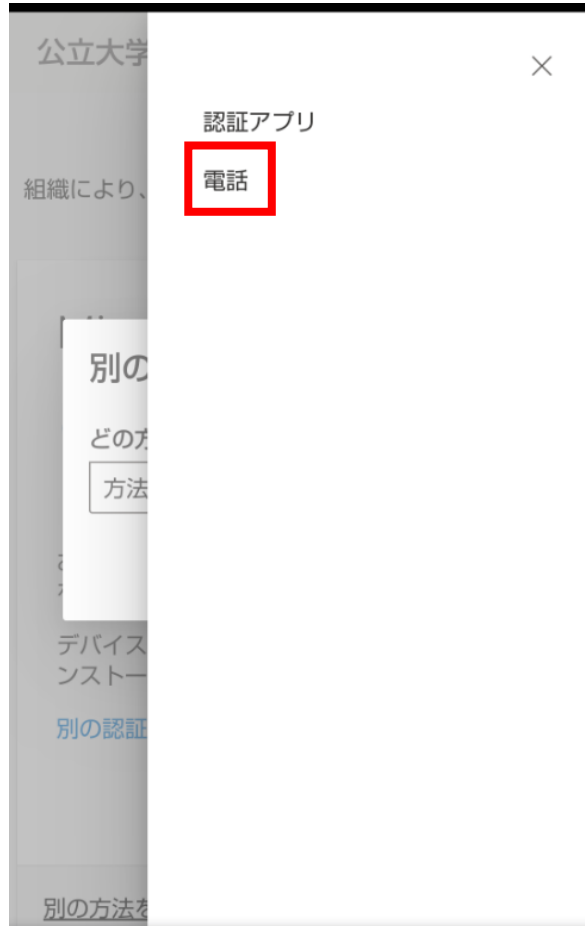 公立大学
認証アプリ
電話
組織により、
別の
どの方
方法
デバイス
ンストー
別の認証
別の方法を